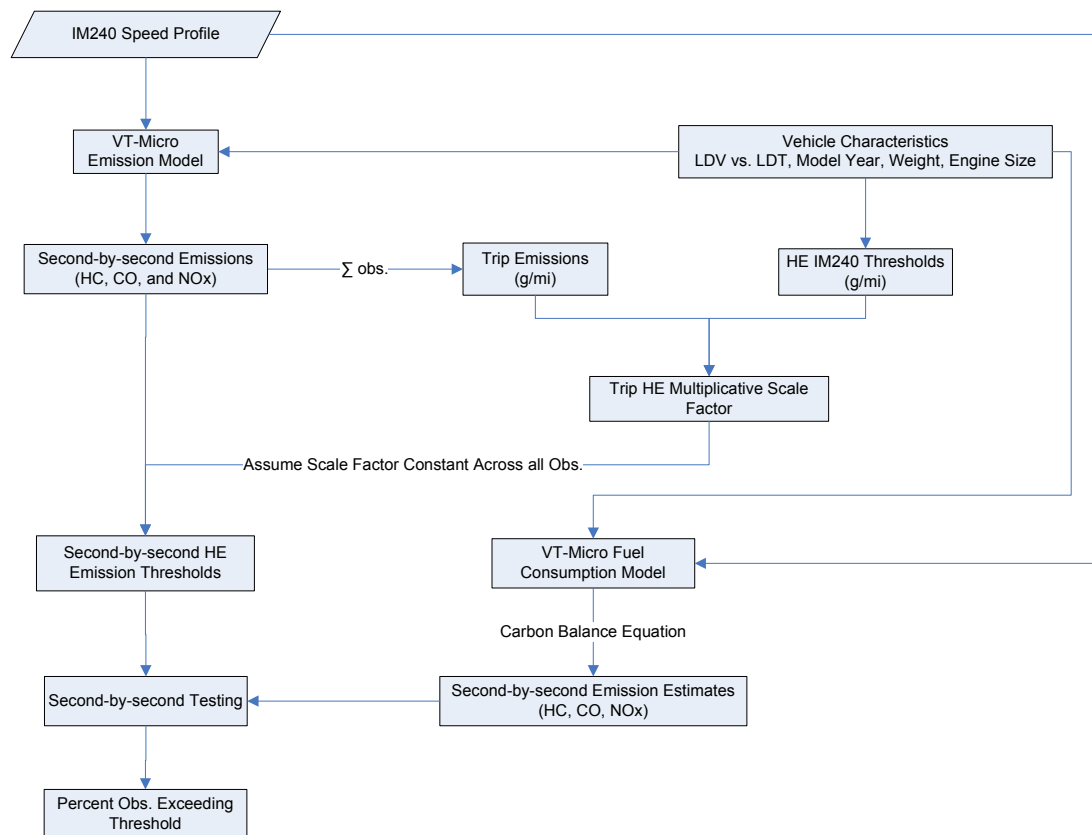 IM240 Speed Profile
VT-Micro
Emission Model
Vehicle Characteristics
LDV vs. LDT, Model Year, Weight, Engine Size
Second-by-second Emissions
(HC, CO, and NOx)
∑ obs.
Trip Emissions
(g/mi)
HE IM240 Thresholds
(g/mi)
Trip HE Multiplicative Scale
Factor
Assume Scale Factor Constant Across all Obs.
Second-by-second HE
Emission Thresholds
VT-Micro Fuel
Consumption Model
Carbon Balance Equation
Second-by-second Testing
Second-by-second Emission Estimates
(HC, CO, NOx)
Percent Obs. Exceeding
Threshold